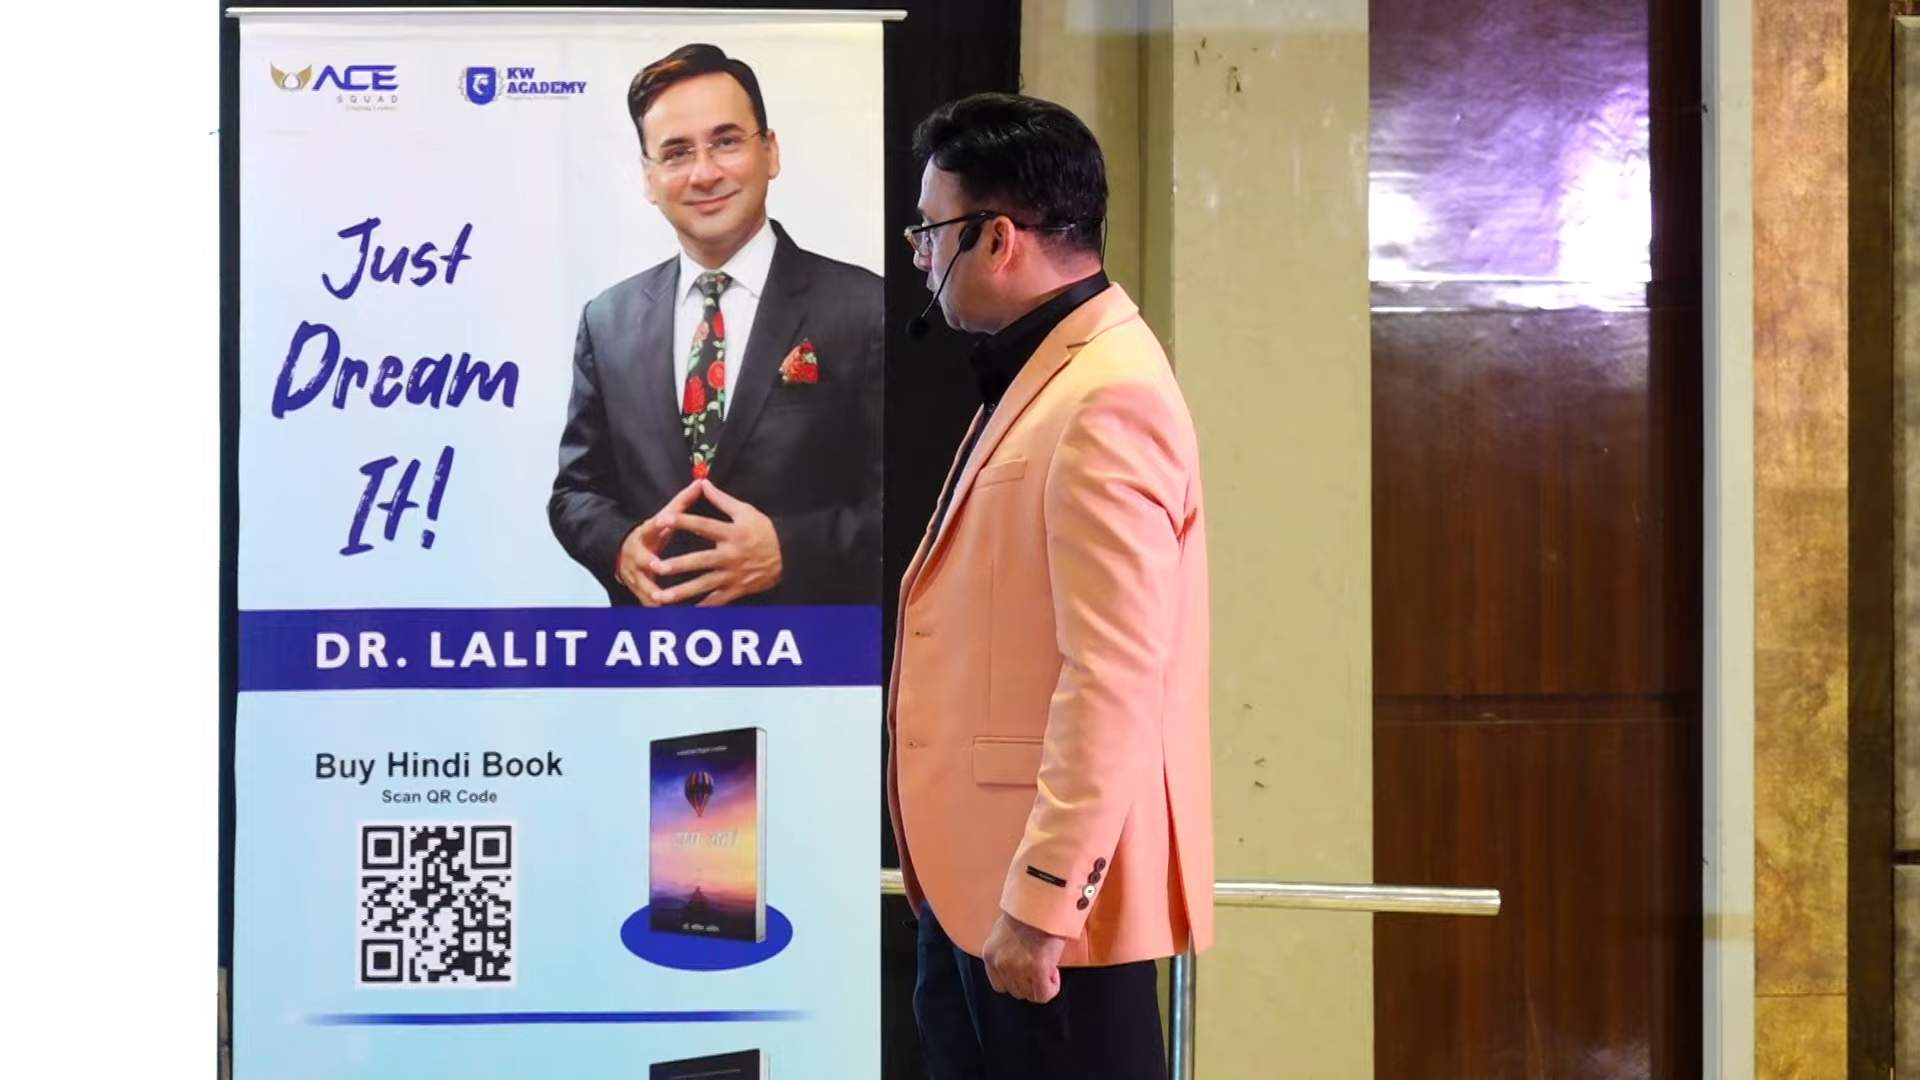 ACE
SQUAD
KW
ACADEMY
Just
Dream
It!
DR. LALIT ARORA
Buy Hindi Book
Scan QR Code